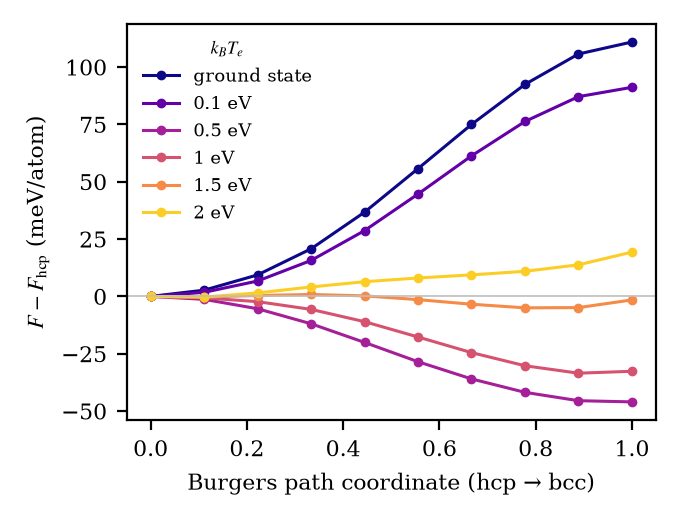 k_BT_e
ground state
0.1 eV
0.5 eV
1 eV
1.5 eV
2 eV
F − F_hcp (meV/atom)
100
75
50
25
0
−25
−50
0.0 0.2 0.4 0.6 0.8 1.0
Burgers path coordinate (hcp → bcc)